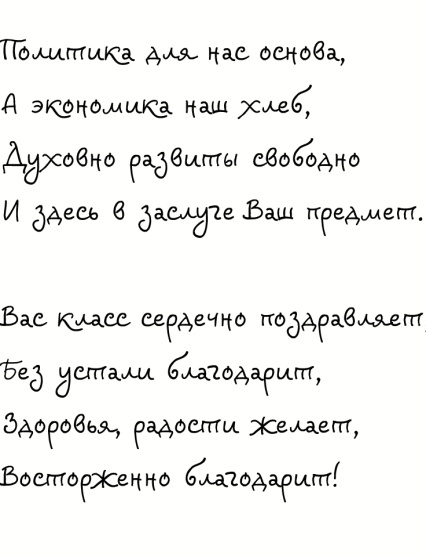 Политика для нас основа,
А экономика наш хлеб,
Духовно развиты свободно
И здесь в заслуге Ваш предмет.
Вас класс сердечно поздравляет,
Без устали благодарит,
Здоровья, радости желает,
Восторженно благодарит!